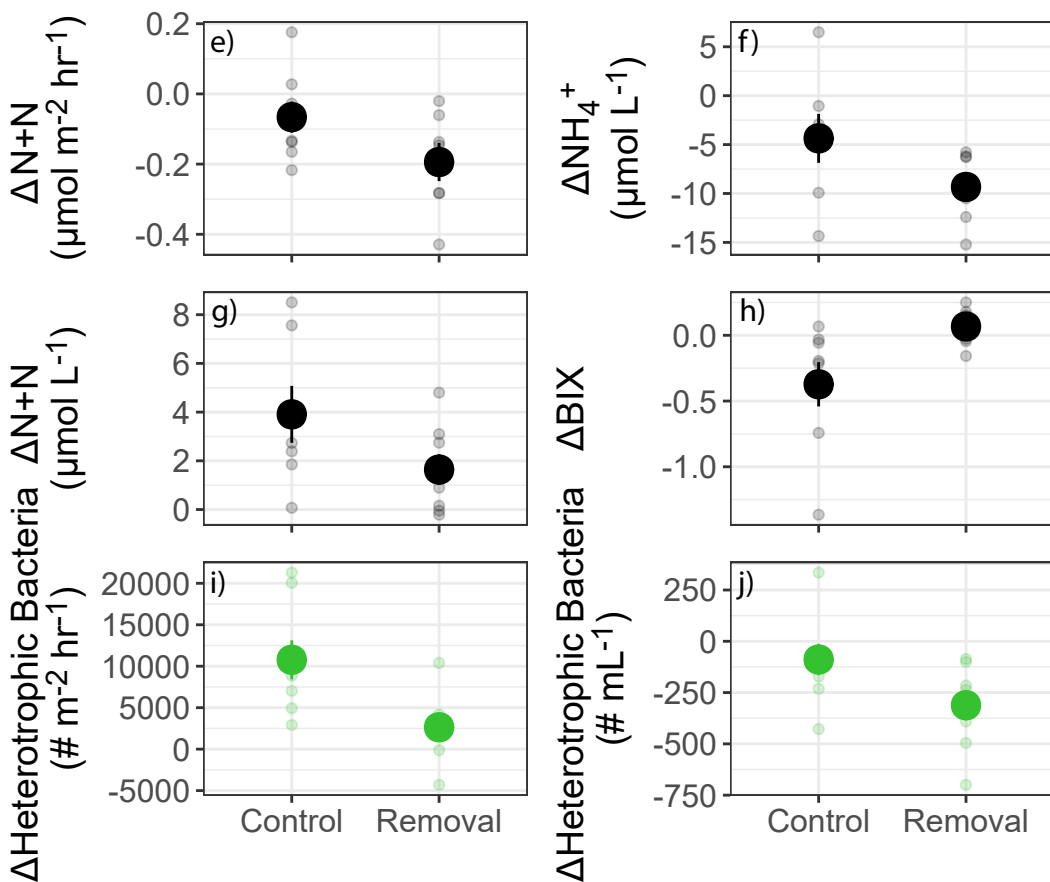 e)
ΔN+N
(µmol m⁻² hr⁻¹)
0.2
0.0
-0.2
-0.4
f)
ΔNH₄⁺
(µmol L⁻¹)
5
0
-5
-10
-15
g)
ΔN+N
(µmol L⁻¹)
8
6
4
2
0
h)
ΔBIX
0.0
-0.5
-1.0
i)
ΔHeterotrophic Bacteria
(# m⁻² hr⁻¹)
20000
15000
10000
5000
0
-5000
Control Removal
j)
ΔHeterotrophic Bacteria
(# mL⁻¹)
250
0
-250
-500
-750
Control Removal